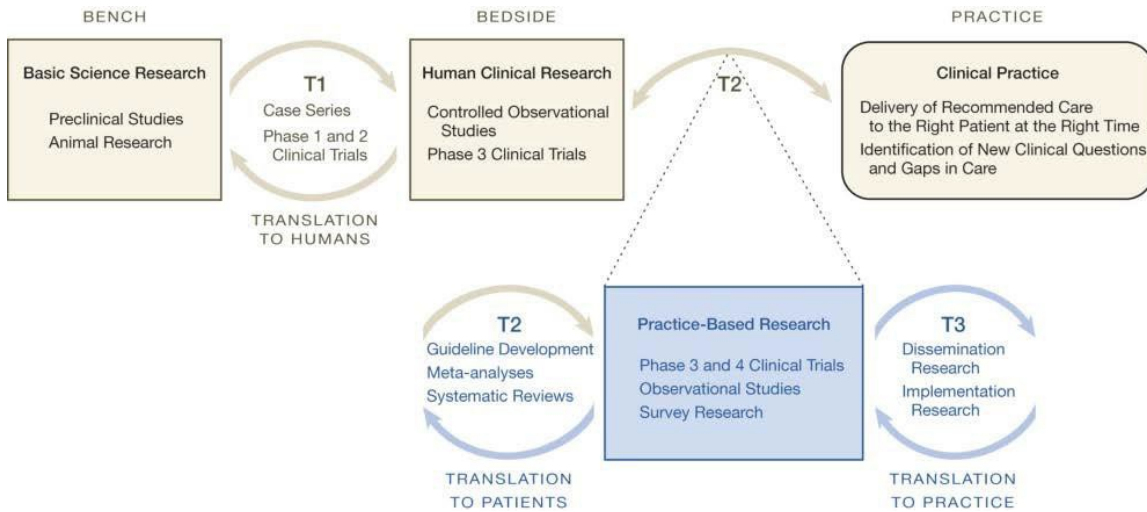 BENCH
BEDSIDE
PRACTICE
Basic Science Research
Preclinical Studies
Animal Research
T1
Case Series
Phase 1 and 2
Clinical Trials
TRANSLATION
TO HUMANS
Human Clinical Research
Controlled Observational
Studies
Phase 3 Clinical Trials
T2
Clinical Practice
Delivery of Recommended Care
to the Right Patient at the Right Time
Identification of New Clinical Questions
and Gaps in Care
T2
Guideline Development
Meta-analyses
Systematic Reviews
TRANSLATION
TO PATIENTS
Practice-Based Research
Phase 3 and 4 Clinical Trials
Observational Studies
Survey Research
T3
Dissemination
Research
Implementation
Research
TRANSLATION
TO PRACTICE